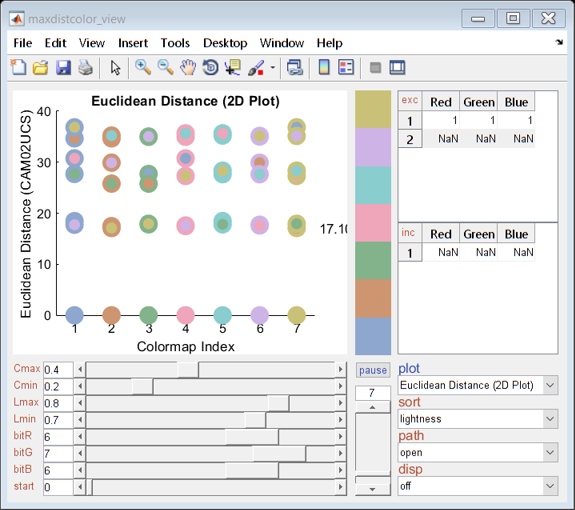 maxdistcolor_view
File Edit View Insert Tools Desktop Window Help
Euclidean Distance (2D Plot)
Euclidean Distance (CAM02UCS)
40
30
20
10
0
17.10
1 2 3 4 5 6 7
Colormap Index
exc Red Green Blue
1 1 1 1
2 NaN NaN NaN
inc Red Green Blue
1 NaN NaN NaN
Cmax 0.4
Cmin 0.2
Lmax 0.8
Lmin 0.7
bitR 6
bitG 7
bitB 6
start 0
pause
7
plot
Euclidean Distance (2D Plot)
sort
lightness
path
open
disp
off